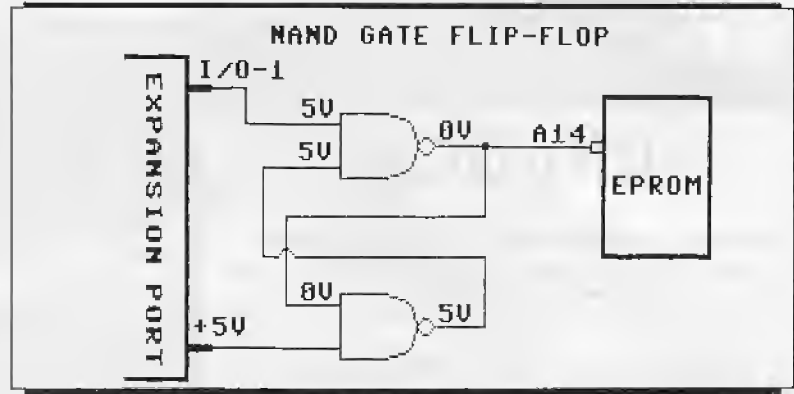 NAND GATE FLIP-FLOP
EXPANSION PORT
I/O-1
5V
5V
0V
A14
EPROM
0V
5V
+5V